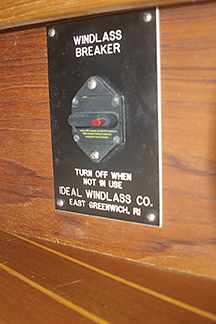 WINDLASS
BREAKER
TURN OFF WHEN
NOT IN USE
IDEAL WINDLASS CO.
EAST GREENWICH, RI